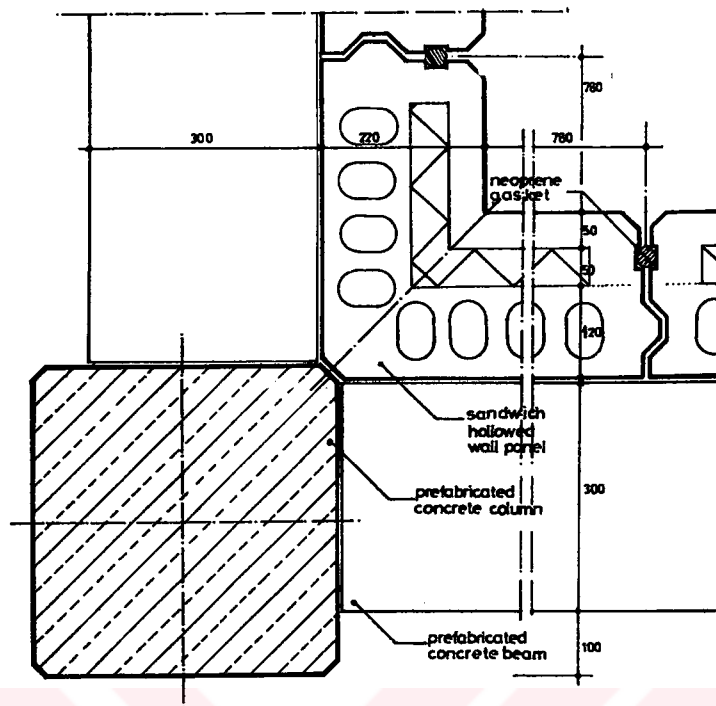 780
300
220
780
neoprene
gasket
50
50
120
sandwich
hollowed
wall panel
prefabricated
concrete column
300
prefabricated
concrete beam
100